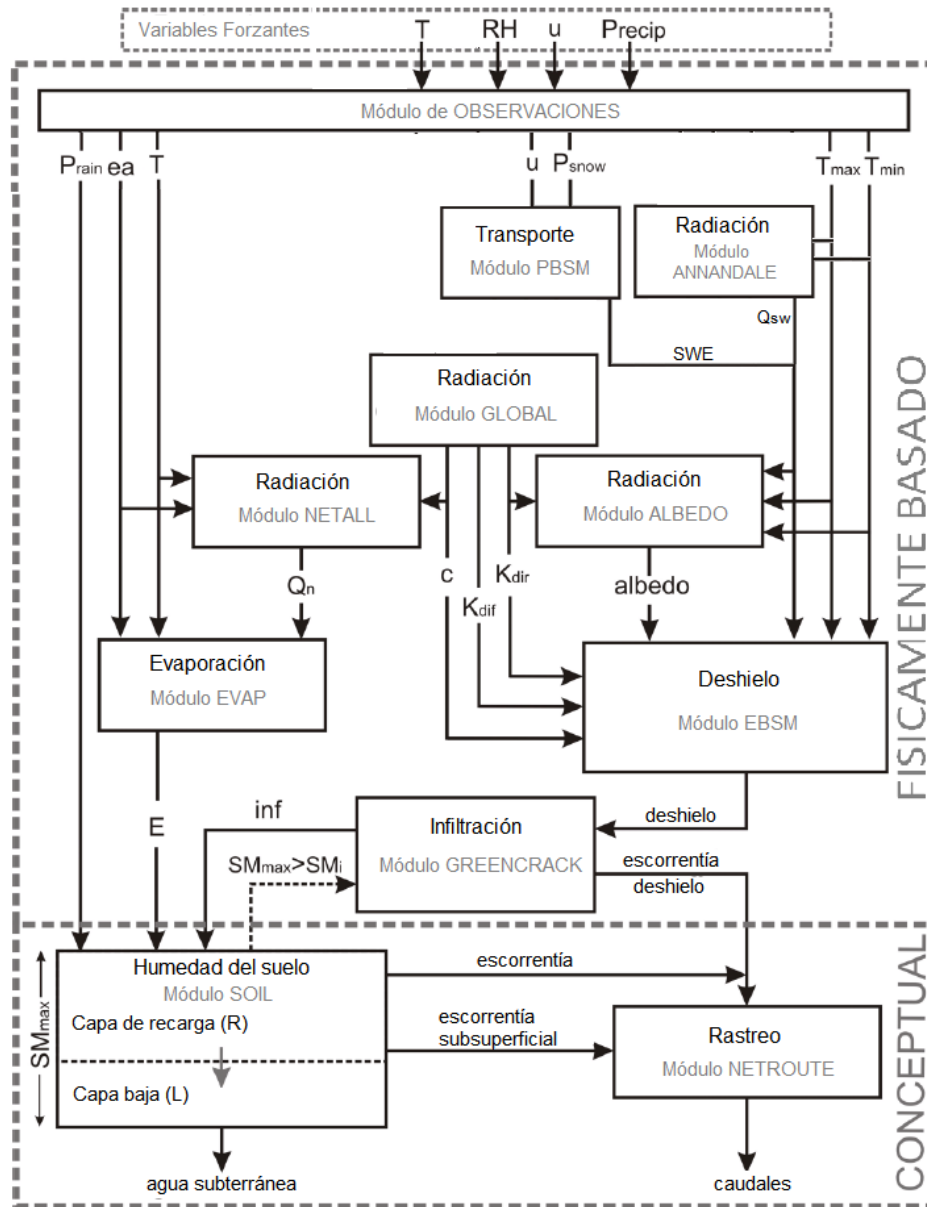 Variables Forzantes
T RH u Precip
Módulo de OBSERVACIONES
Prain ea T
u Psnow
Tmax Tmin
Transporte
Módulo PBSM
Radiación
Módulo
ANNANDALE
Qsw
SWE
Radiación
Módulo GLOBAL
Radiación
Módulo NETALL
Radiación
Módulo ALBEDO
Qn
c
Kdif
Kdir
albedo
Evaporación
Módulo EVAP
Deshielo
Módulo EBSM
FISICAMENTE BASADO
E
inf
SMmax>SMi
Infiltración
Módulo GREENCRACK
deshielo
escorrentía
deshielo
SMmax
Humedad del suelo
Módulo SOIL
Capa de recarga (R)
Capa baja (L)
escorrentía
escorrentía
subsuperficial
Rastreo
Módulo NETROUTE
CONCEPTUAL
agua subterránea
caudales